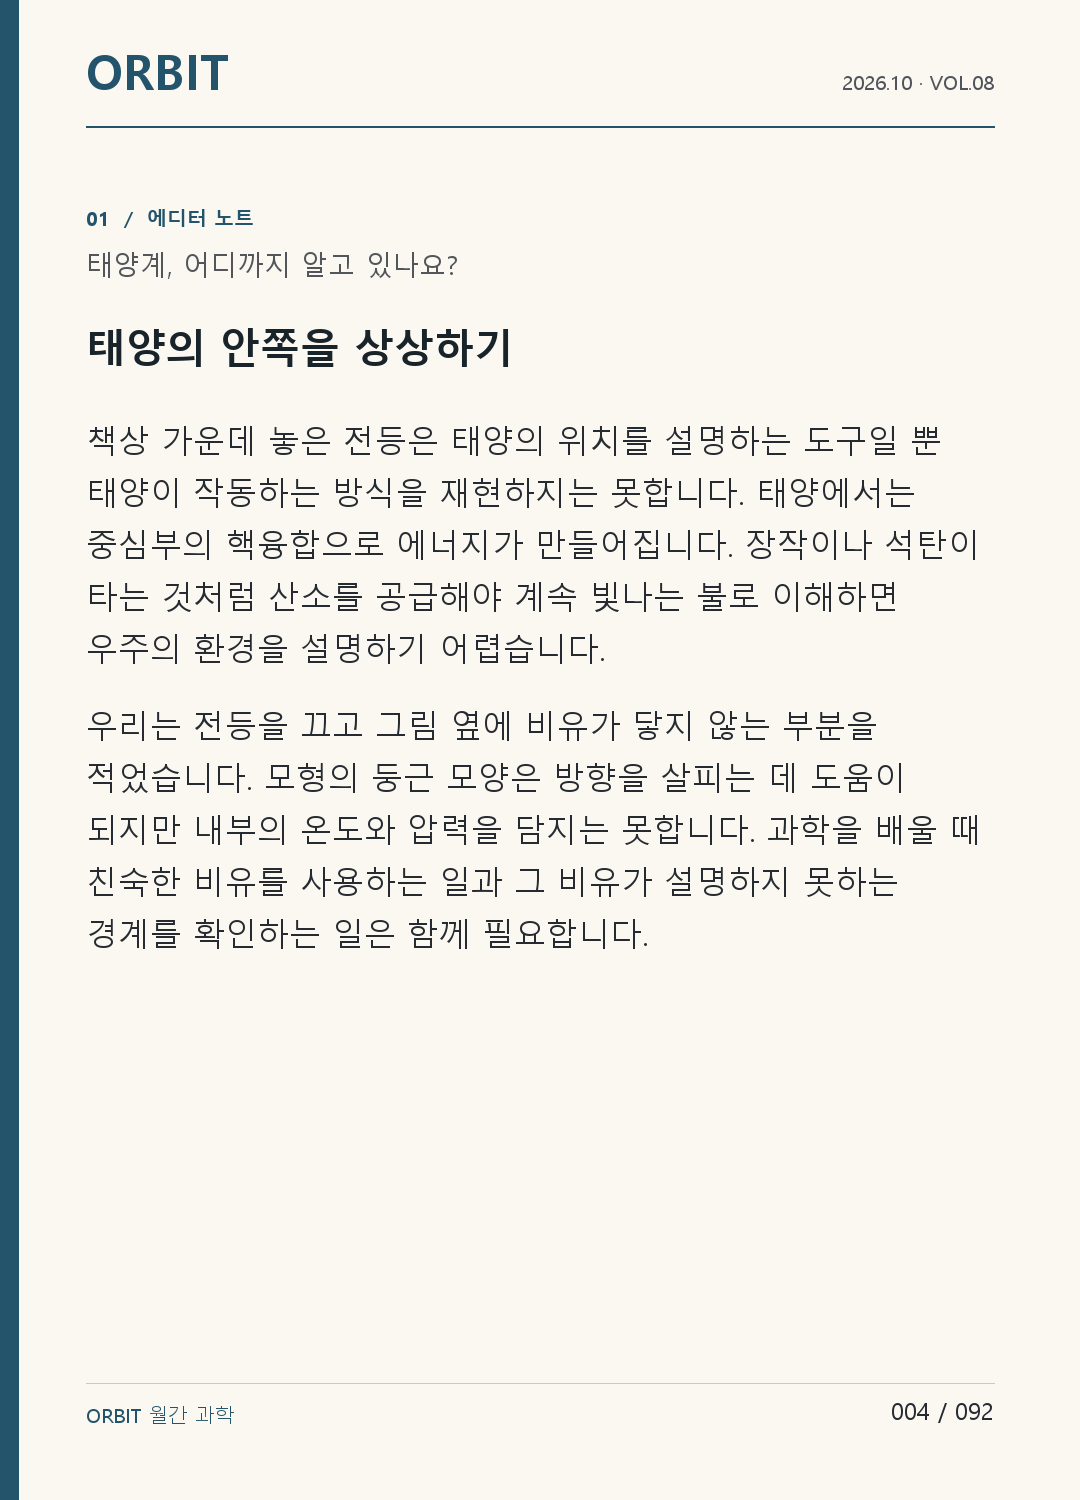 ORBIT
2026.10 · VOL.08
01 / 에디터 노트
태양계, 어디까지 알고 있나요?
태양의 안쪽을 상상하기
책상 가운데 놓은 전등은 태양의 위치를 설명하는 도구일 뿐
태양이 작동하는 방식을 재현하지는 못합니다. 태양에서는
중심부의 핵융합으로 에너지가 만들어집니다. 장작이나 석탄이
타는 것처럼 산소를 공급해야 계속 빛나는 불로 이해하면
우주의 환경을 설명하기 어렵습니다.
우리는 전등을 끄고 그림 옆에 비유가 닿지 않는 부분을
적었습니다. 모형의 둥근 모양은 방향을 살피는 데 도움이
되지만 내부의 온도와 압력을 담지는 못합니다. 과학을 배울 때
친숙한 비유를 사용하는 일과 그 비유가 설명하지 못하는
경계를 확인하는 일은 함께 필요합니다.
ORBIT 월간 과학
004 / 092